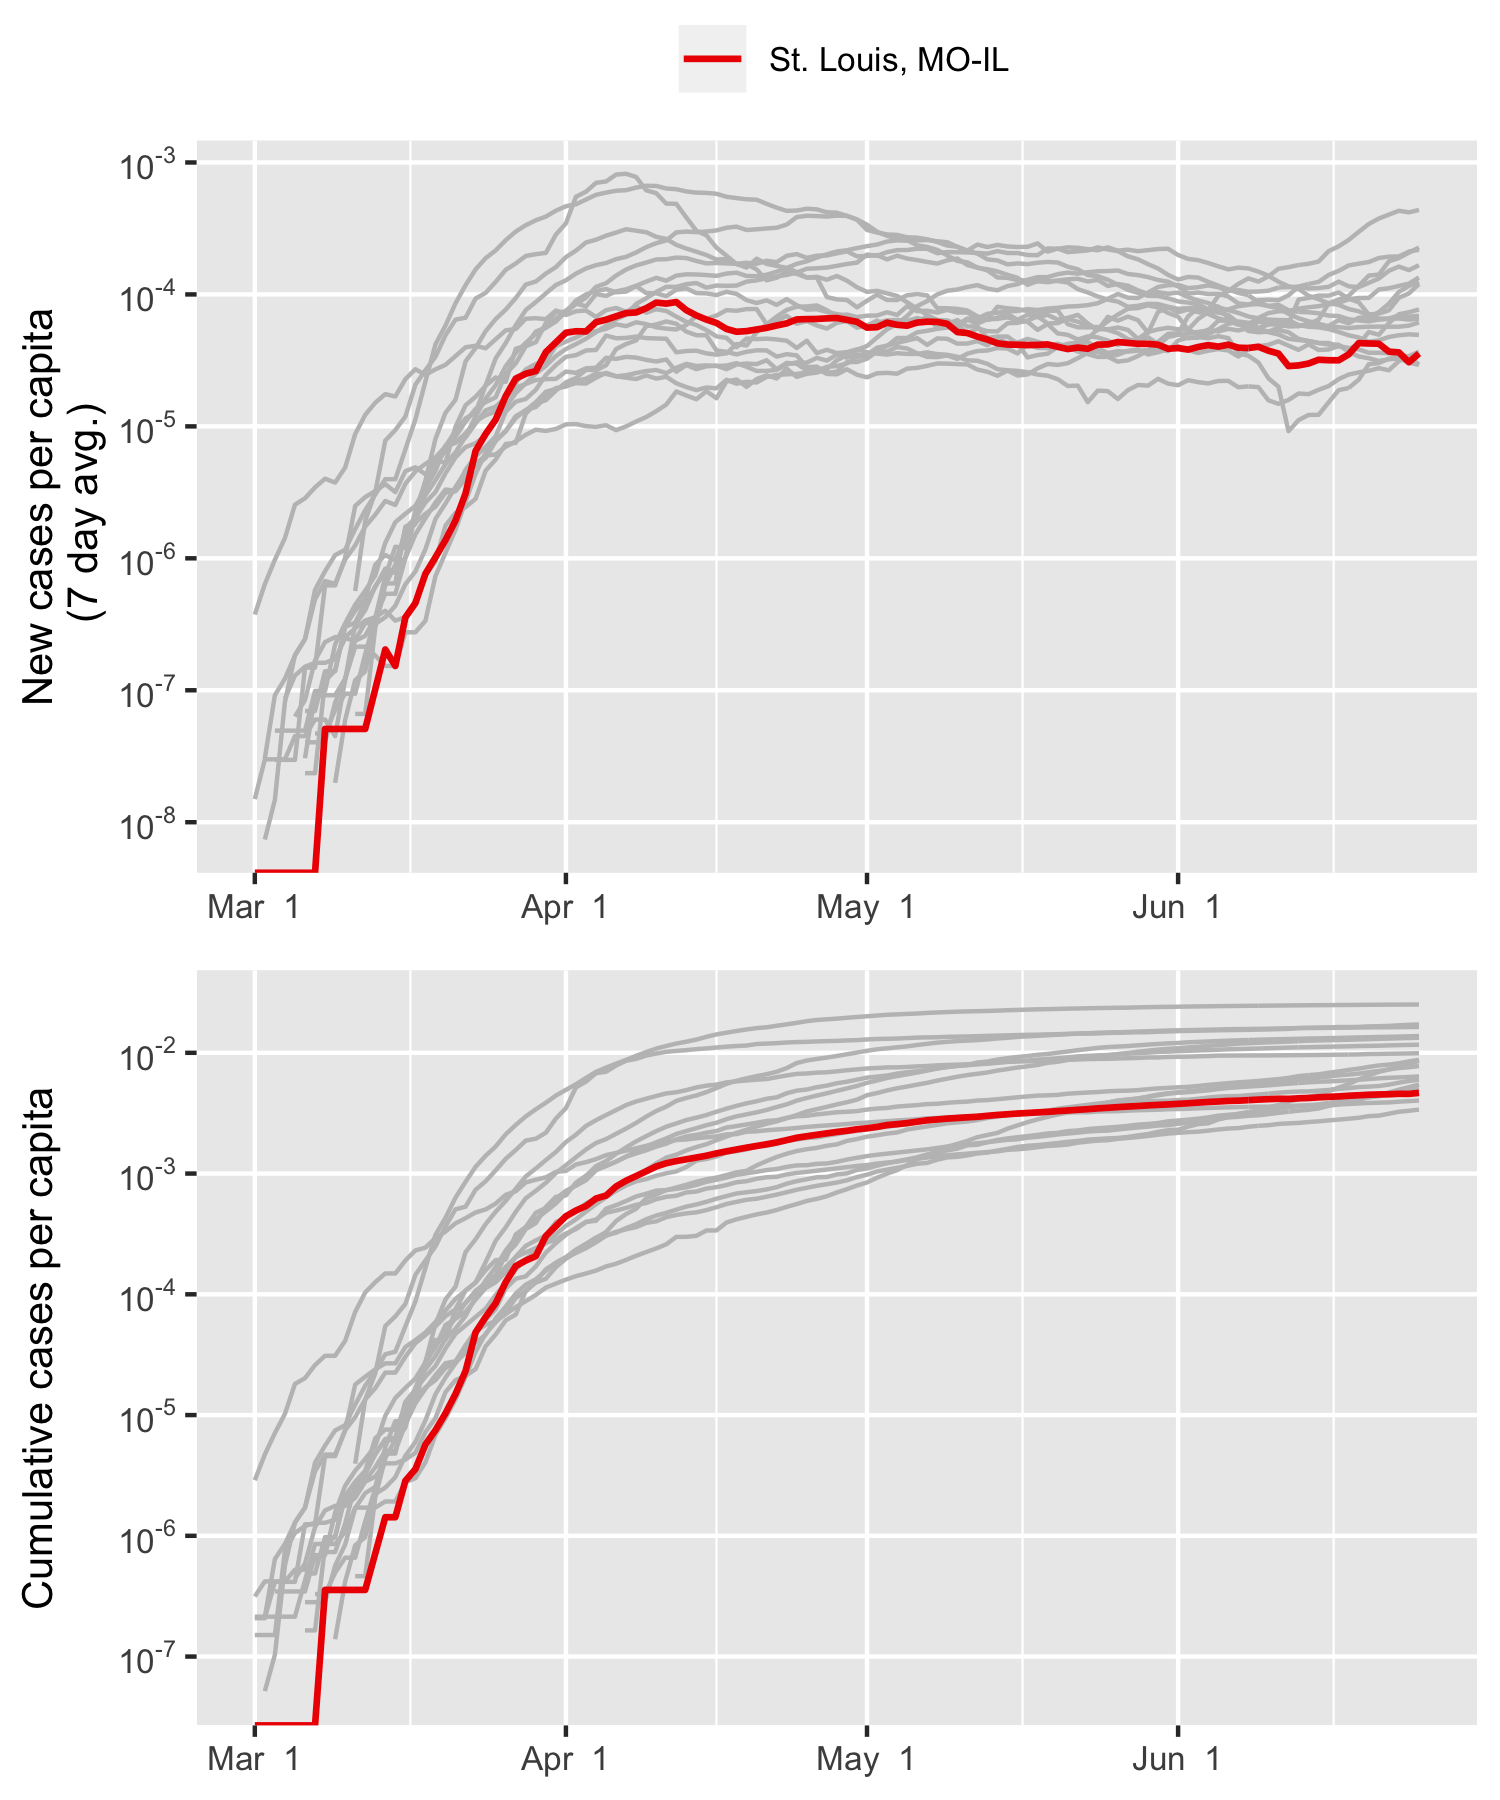 St. Louis, MO-IL
New cases per capita
(7 day avg.)
10-3
10-4
10-5
10-6
10-7
10-8
Mar 1
Apr 1
May 1
Jun 1
Cumulative cases per capita
10-2
10-3
10-4
10-5
10-6
10-7
Mar 1
Apr 1
May 1
Jun 1